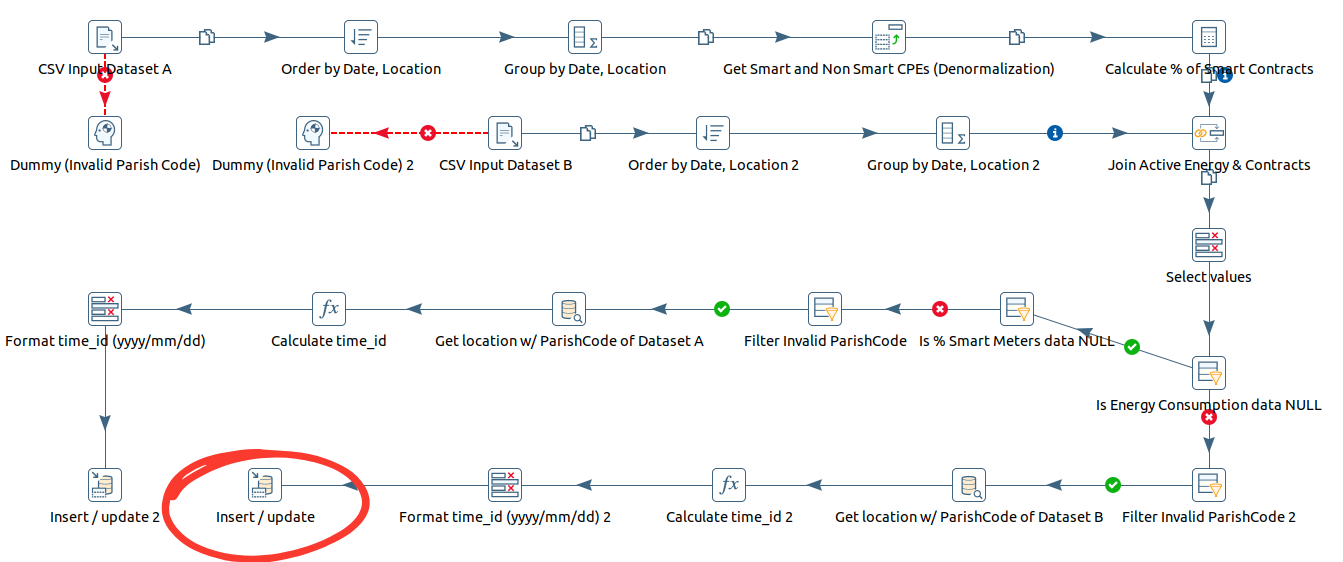 CSV Input Dataset A
Order by Date, Location
Group by Date, Location
Get Smart and Non Smart CPEs (Denormalization)
Calculate % of Smart Contracts
Dummy (Invalid Parish Code)
Dummy (Invalid Parish Code) 2
CSV Input Dataset B
Order by Date, Location 2
Group by Date, Location 2
Join Active Energy & Contracts
Select values
Format time_id (yyyy/mm/dd)
fx
Calculate time_id
Get location w/ ParishCode of Dataset A
Filter Invalid ParishCode
Is % Smart Meters data NULL
Is Energy Consumption data NULL
Insert / update 2
Insert / update
Format time_id (yyyy/mm/dd) 2
fx
Calculate time_id 2
Get location w/ ParishCode of Dataset B
Filter Invalid ParishCode 2